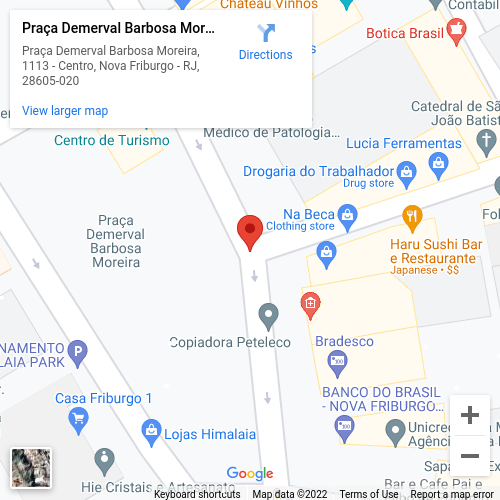 Praça Demerval Barbosa Mor...
Praça Demerval Barbosa Moreira,
1113 - Centro, Nova Friburgo - RJ,
28605-020
Directions
View larger map
Chateau Vinhos
Contabil
Botica Brasil
Catedral de Sã
João Batist
Centro de Turismo
Médico de Patologia...
Lucia Ferramentas
Drogaria do Trabalhador
Drug store
Na Beca
Clothing store
Fol
Praça
Demerval
Barbosa
Moreira
Haru Sushi Bar
e Restaurante
Japanese • $$
Copiadora Peteleco
Bradesco
NAMENTO
LAIA PARK
Casa Friburgo 1
BANCO DO BRASIL
- NOVA FRIBURGO...
Lojas Himalaia
Unicred
Agência
Sapa
Bar e Cafe Pai e
Hie Cristais e Artesanato
Google
Keyboard shortcuts
Map data ©2022
Terms of Use
Report a map error